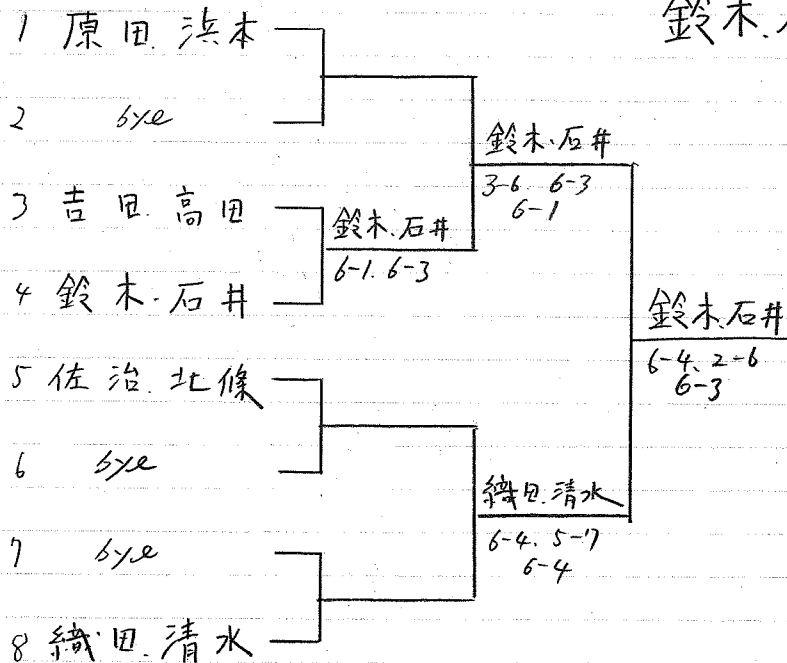 鈴木.
1 原田.浜本
2 bye
鈴木.石井
3-6 6-3
6-1
3 吉田.高田
鈴木.石井
6-1.6-3
4 鈴木.石井
鈴木.石井
6-4、2-6
6-3
5 佐治.北條
6 bye
織田.清水
6-4、5-7
6-4
7 bye
8 織田.清水